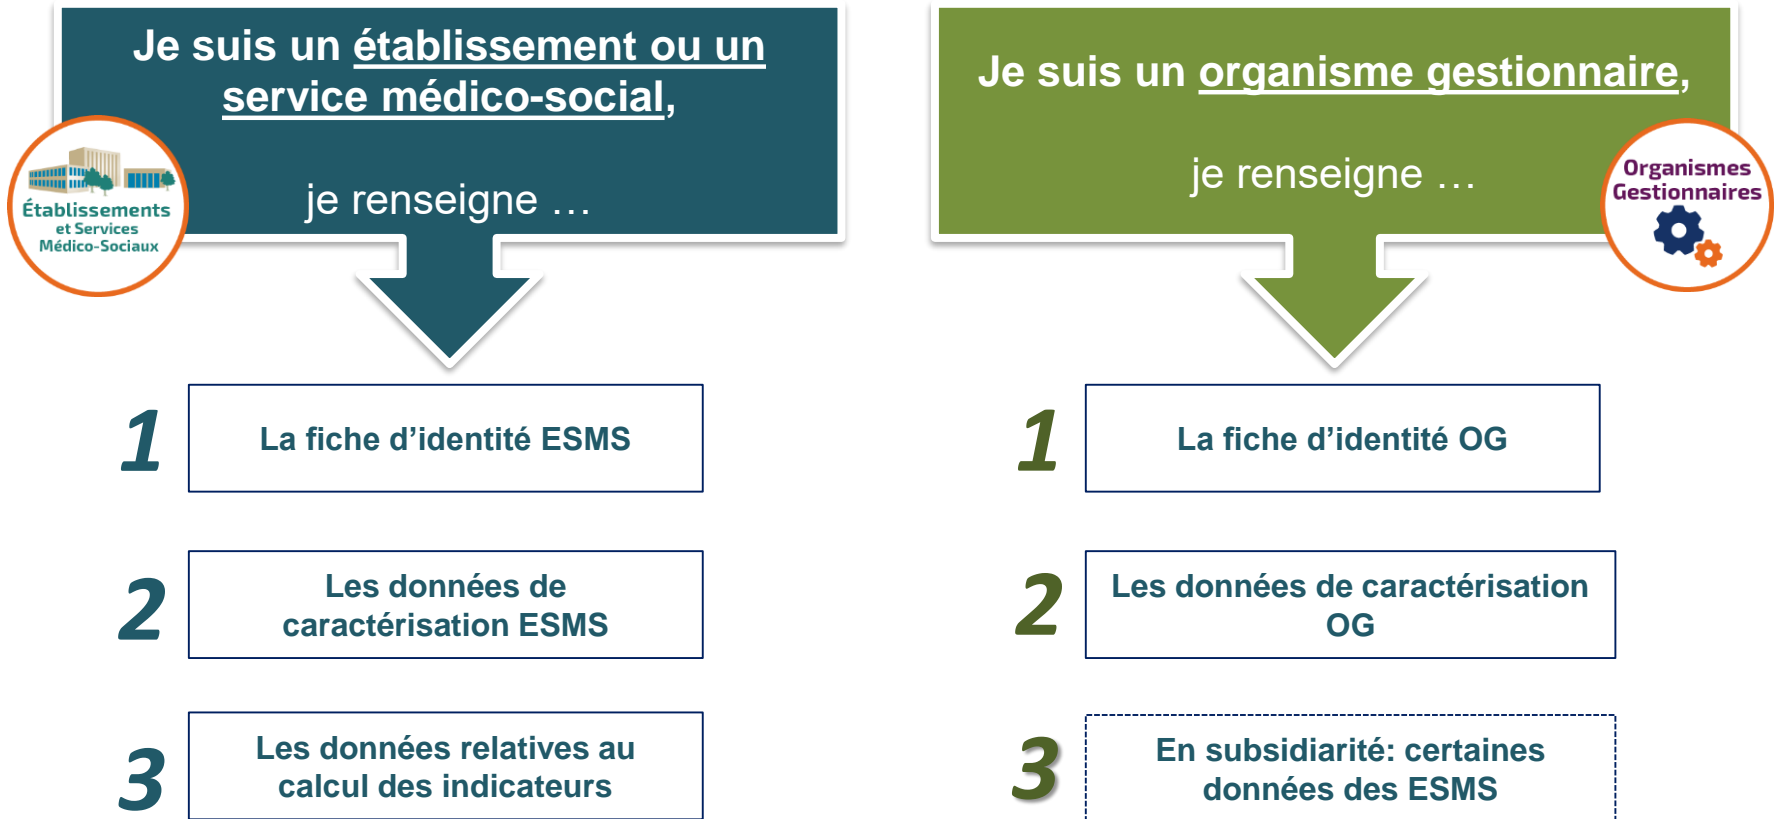 Je suis un établissement ou un
service médico-social,
je renseigne …
Établissements
et Services
Médico-Sociaux
1
La fiche d’identité ESMS
2
Les données de
caractérisation ESMS
3
Les données relatives au
calcul des indicateurs
Je suis un organisme gestionnaire,
je renseigne …
Organismes
Gestionnaires
1
La fiche d’identité OG
2
Les données de caractérisation
OG
3
En subsidiarité: certaines
données des ESMS